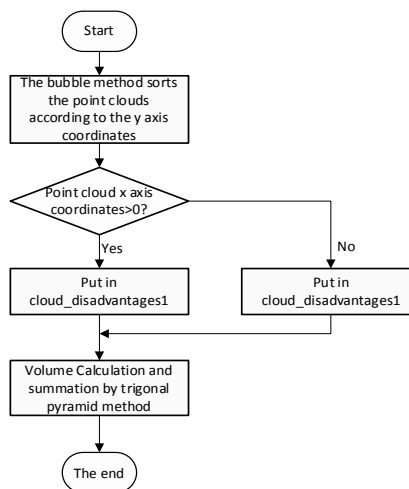 Start
The bubble method sorts
the point clouds
according to the y axis
coordinates
Point cloud x axis
coordinates>0?
Yes
No
Put in
cloud_disadvantages1
Put in
cloud_disadvantages1
Volume Calculation and
summation by trigonal
pyramid method
The end